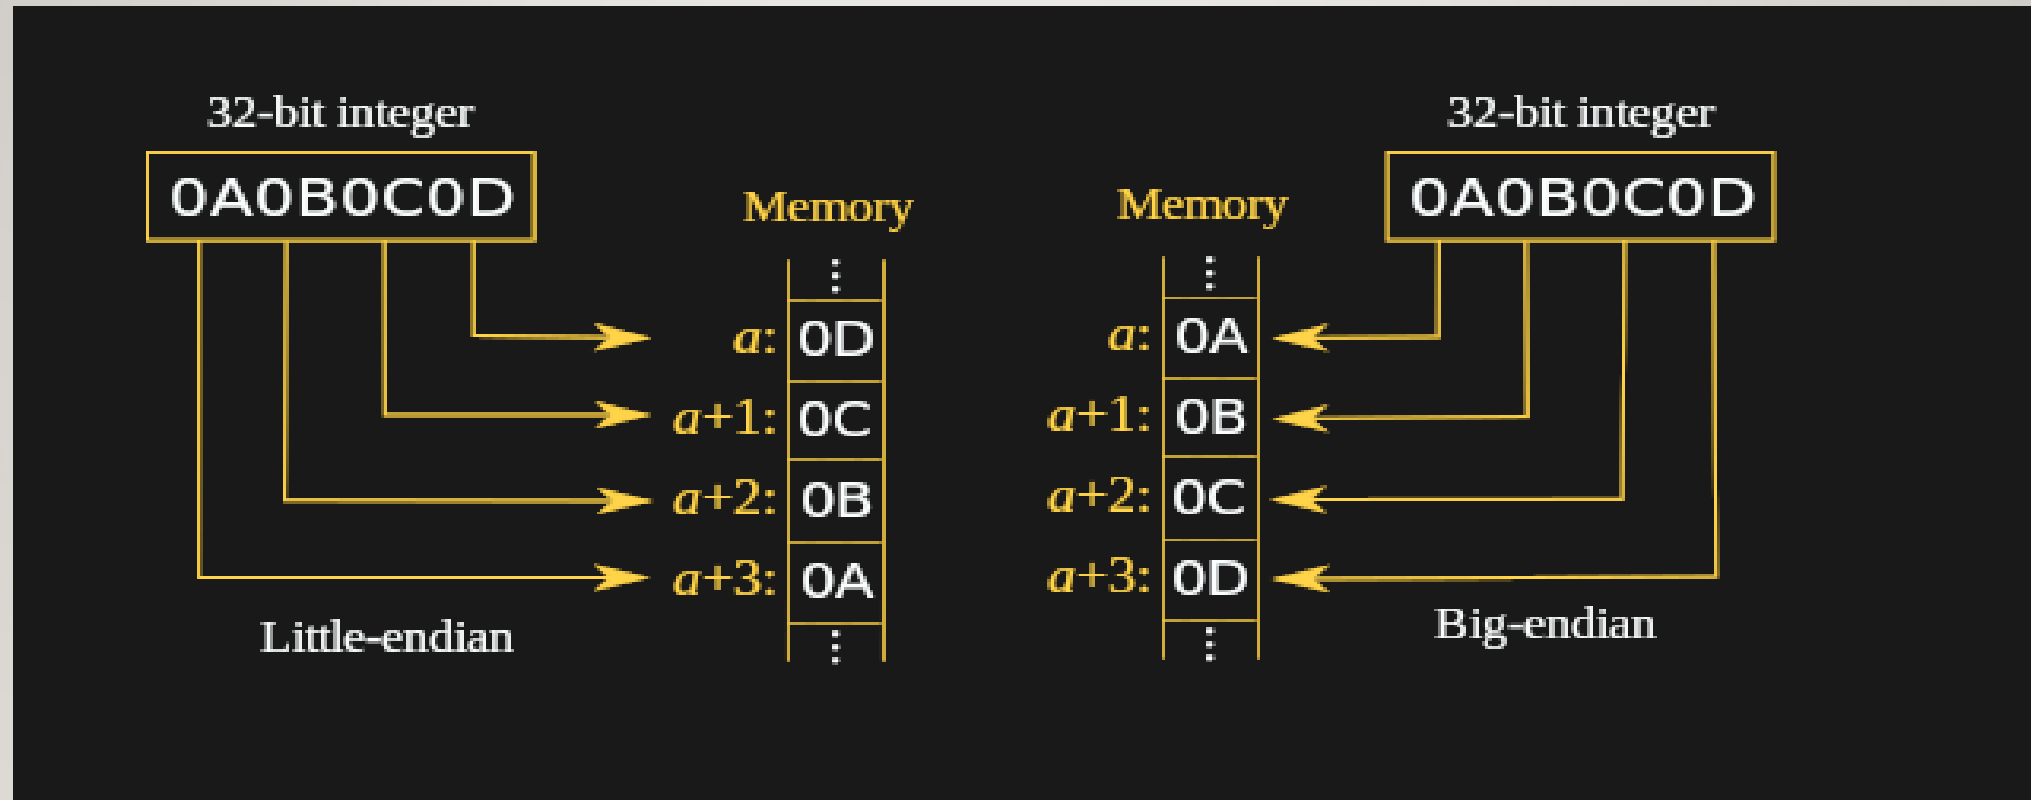 32-bit integer
0A0B0C0D
Memory
⋮
a: 0D
a+1: 0C
a+2: 0B
a+3: 0A
⋮
Little-endian
32-bit integer
0A0B0C0D
Memory
⋮
a: 0A
a+1: 0B
a+2: 0C
a+3: 0D
⋮
Big-endian